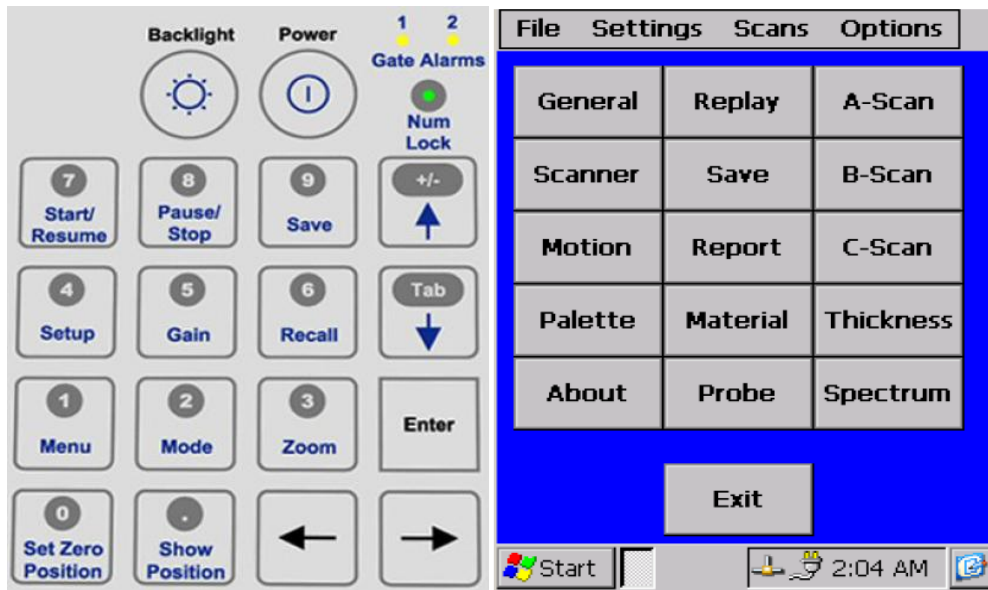 Backlight Power 1 2
Gate Alarms
Num
Lock
7 8 9 +/-
Start/ Pause/ Save
Resume Stop
4 5 6 Tab
Setup Gain Recall
1 2 3 Enter
Menu Mode Zoom
0 .
Set Zero Show
Position Position
File Settings Scans Options
General Replay A-Scan
Scanner Save B-Scan
Motion Report C-Scan
Palette Material Thickness
About Probe Spectrum
Exit
Start 2:04 AM